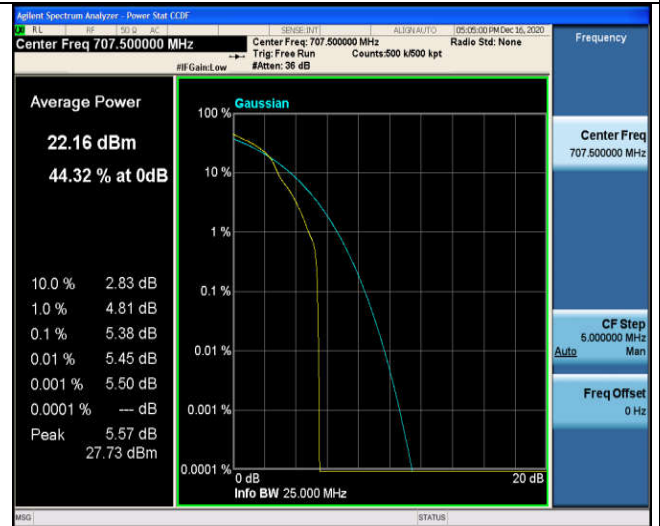 Agilent Spectrum Analyzer - Power Stat CCDF
RL RF 50 Ω AC SENSE:INT ALIGN AUTO 05:05:00 PM Dec 16, 2020
Center Freq 707.500000 MHz
Center Freq: 707.500000 MHz Radio Std: None
Trig: Free Run Counts:500 k/500 kpt
#IFGain:Low #Atten: 36 dB
Frequency
Average Power
22.16 dBm
44.32 % at 0dB
10.0 % 2.83 dB
1.0 % 4.81 dB
0.1 % 5.38 dB
0.01 % 5.45 dB
0.001 % 5.50 dB
0.0001 % --- dB
Peak 5.57 dB
27.73 dBm
Gaussian
100 %
10 %
1 %
0.1 %
0.01 %
0.001 %
0.0001 %
0 dB 20 dB
Info BW 25.000 MHz
Center Freq
707.500000 MHz
CF Step
5.000000 MHz
Auto Man
Freq Offset
0 Hz
MSG STATUS